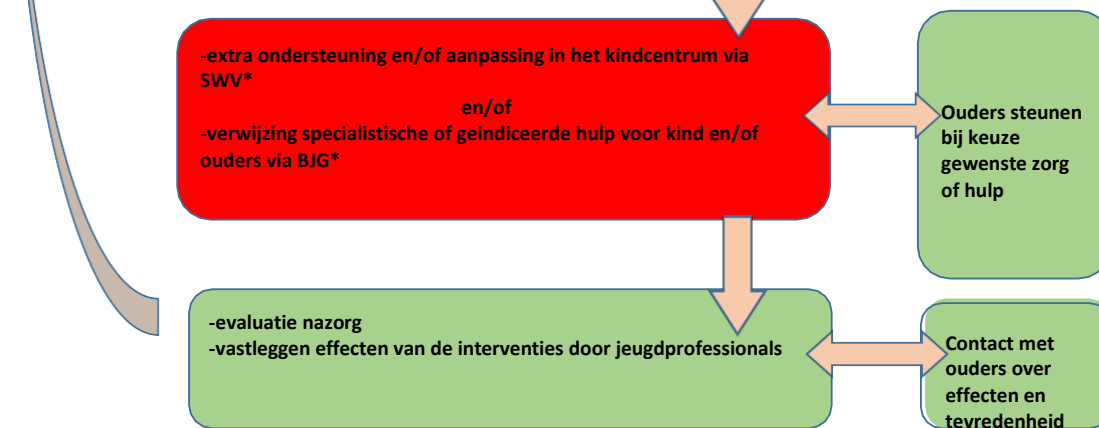 -extra ondersteuning en/of aanpassing in het kindcentrum via
SWV*
en/of
-verwijzing specialistische of geindiceerde hulp voor kind en/of
ouders via BJG*
Ouders steunen
bij keuze
gewenste zorg
of hulp
-evaluatie nazorg
-vastleggen effecten van de interventies door jeugdprofessionals
Contact met
ouders over
effecten en
tevredenheid